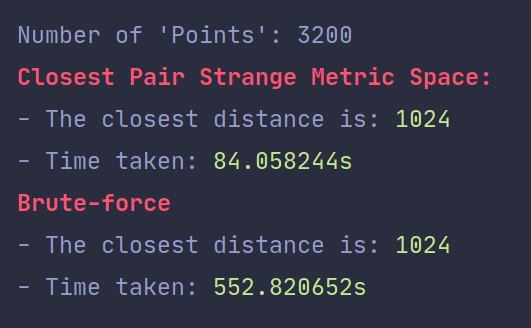 Number of 'Points': 3200
Closest Pair Strange Metric Space:
- The closest distance is: 1024
- Time taken: 84.058244s
Brute-force
- The closest distance is: 1024
- Time taken: 552.820652s